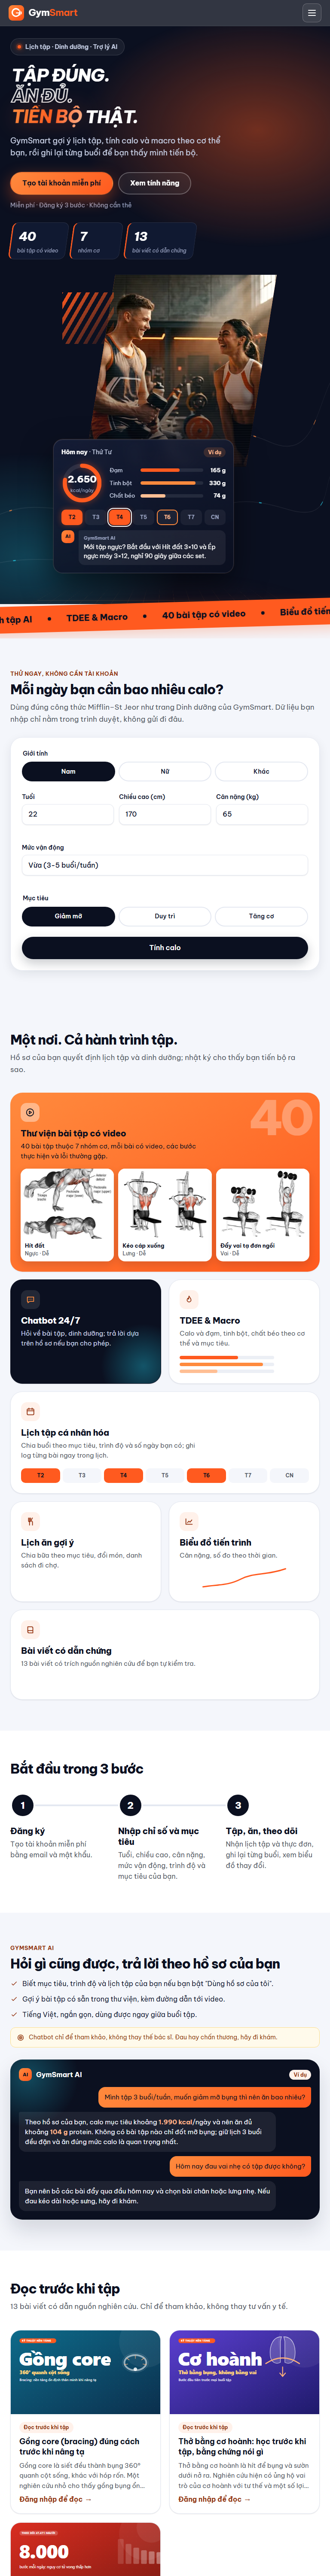 GymSmart
Lịch tập · Dinh dưỡng · Trợ lý AI
TẬP ĐÚNG.
ĂN ĐỦ.
TIẾN BỘ THẬT.
GymSmart gợi ý lịch tập, tính calo và macro theo cơ thể
bạn, rồi ghi lại từng buổi để bạn thấy mình tiến bộ.
Tạo tài khoản miễn phí
Xem tính năng
Miễn phí · Đăng ký 3 bước · Không cần thẻ
40
bài tập có video
7
nhóm cơ
13
bài viết có dẫn chứng
Hôm nay · Thứ Tư
Ví dụ
2.650
kcal/ngày
Đạm 165 g
Tinh bột 330 g
Chất béo 74 g
T2 T3 T4 T5 T6 T7 CN
AI
GymSmart AI
Mới tập ngực? Bắt đầu với Hít đất 3×10 và Ép
ngực máy 3×12, nghỉ 90 giây giữa các set.
h tập AI • TDEE & Macro • 40 bài tập có video • Biểu đồ tiến
THỬ NGAY, KHÔNG CẦN TÀI KHOẢN
Mỗi ngày bạn cần bao nhiêu calo?
Dùng đúng công thức Mifflin–St Jeor như trang Dinh dưỡng của GymSmart. Dữ liệu bạn
nhập chỉ nằm trong trình duyệt, không gửi đi đâu.
Giới tính
Nam
Nữ
Khác
Tuổi
Chiều cao (cm)
Cân nặng (kg)
22
170
65
Mức vận động
Vừa (3–5 buổi/tuần)
Mục tiêu
Giảm mỡ
Duy trì
Tăng cơ
Tính calo
Một nơi. Cả hành trình tập.
Hồ sơ của bạn quyết định lịch tập và dinh dưỡng; nhật ký cho thấy bạn tiến bộ ra
sao.
40
Thư viện bài tập có video
40 bài tập thuộc 7 nhóm cơ, mỗi bài có video, các bước
thực hiện và lỗi thường gặp.
Hít đất
Ngực · Dễ
Kéo cáp xuống
Lưng · Dễ
Đẩy vai tạ đơn ngồi
Vai · Dễ
Chatbot 24/7
Hỏi về bài tập, dinh dưỡng; trả lời dựa
trên hồ sơ nếu bạn cho phép.
TDEE & Macro
Calo và đạm, tinh bột, chất béo theo cơ
thể và mục tiêu.
Lịch tập cá nhân hóa
Chia buổi theo mục tiêu, trình độ và số ngày bạn có; ghi
log từng bài ngay trong lịch.
T2 T3 T4 T5 T6 T7 CN
Lịch ăn gợi ý
Chia bữa theo mục tiêu, đổi món, danh
sách đi chợ.
Biểu đồ tiến trình
Cân nặng, số đo theo thời gian.
Bài viết có dẫn chứng
13 bài viết có trích nguồn nghiên cứu để bạn tự kiểm tra.
Bắt đầu trong 3 bước
1
2
3
Đăng ký
Tạo tài khoản miễn phí
bằng email và mật khẩu.
Nhập chỉ số và mục
tiêu
Tuổi, chiều cao, cân nặng,
mức vận động, trình độ và
mục tiêu của bạn.
Tập, ăn, theo dõi
Nhận lịch tập và thực đơn,
ghi lại từng buổi, xem biểu
đồ thay đổi.
GYMSMART AI
Hỏi gì cũng được, trả lời theo hồ sơ của bạn
Biết mục tiêu, trình độ và lịch tập của bạn nếu bạn bật "Dùng hồ sơ của tôi".
Gợi ý bài tập có sẵn trong thư viện, kèm đường dẫn tới video.
Tiếng Việt, ngắn gọn, dùng được ngay giữa buổi tập.
Chatbot chỉ để tham khảo, không thay thế bác sĩ. Đau hay chấn thương, hãy đi khám.
AI
GymSmart AI
Ví dụ
Mình tập 3 buổi/tuần, muốn giảm mỡ bụng thì nên ăn bao nhiêu?
Theo hồ sơ của bạn, calo mục tiêu khoảng 1.990 kcal/ngày và nên ăn đủ
khoảng 104 g protein. Không có bài tập nào chỉ đốt mỡ bụng; giữ lịch 3 buổi
đều đặn và ăn đúng mức calo là quan trọng nhất.
Hôm nay đau vai nhẹ có tập được không?
Bạn nên bỏ các bài đẩy qua đầu hôm nay và chọn bài chân hoặc lưng nhẹ. Nếu
đau kéo dài hoặc sưng, hãy đi khám.
Đọc trước khi tập
13 bài viết có dẫn nguồn nghiên cứu. Chỉ để tham khảo, không thay tư vấn y tế.
Gồng core
360° quanh cột sống
Cơ hoành
Thở bằng bụng, không bằng vai
Đọc trước khi tập
Gồng core (bracing) đúng cách
trước khi nâng tạ
Gồng core là siết đều thành bụng 360°
quanh cột sống, khác với hóp rốn. Một
nghiên cứu nhỏ cho thấy gồng bụng ổn...
Đăng nhập để đọc →
Đọc trước khi tập
Thở bằng cơ hoành: học trước khi
tập, bằng chứng nói gì
Thở bằng cơ hoành là hít để bụng và sườn
dưới nở ra. Nghiên cứu hiện có ủng hộ vai
trò của cơ hoành với tư thế và một số lợi...
Đăng nhập để đọc →
8.000